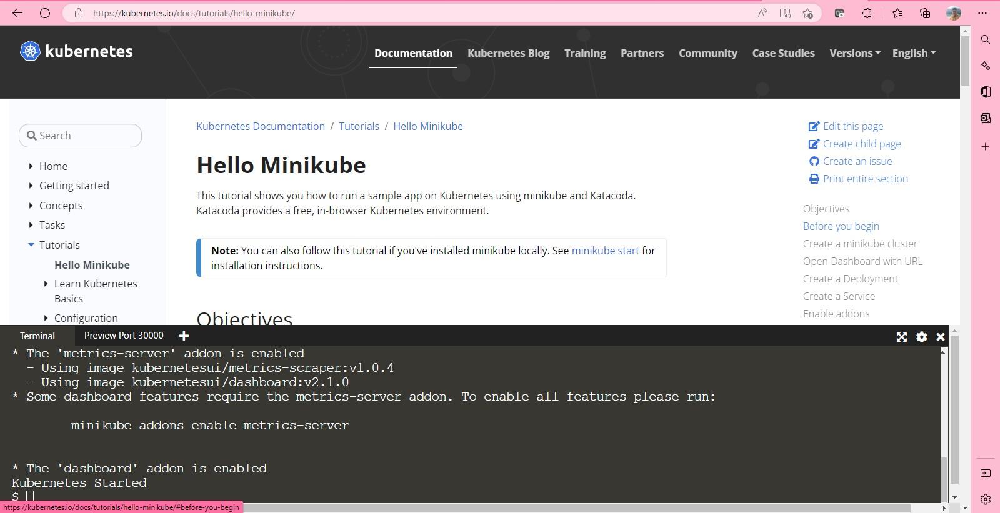 https://kubernetes.io/docs/tutorials/hello-minikube/
kubernetes
Documentation
Kubernetes Blog
Training
Partners
Community
Case Studies
Versions
English
Search
Home
Getting started
Concepts
Tasks
Tutorials
Hello Minikube
Learn Kubernetes
Basics
Configuration
Kubernetes Documentation / Tutorials / Hello Minikube
Hello Minikube
This tutorial shows you how to run a sample app on Kubernetes using minikube and Katacoda.
Katacoda provides a free, in-browser Kubernetes environment.
Note: You can also follow this tutorial if you've installed minikube locally. See minikube start for
installation instructions.
Objectives
Edit this page
Create child page
Create an issue
Print entire section
Objectives
Before you begin
Create a minikube cluster
Open Dashboard with URL
Create a Deployment
Create a Service
Enable addons
Terminal
Preview Port 30000
* The 'metrics-server' addon is enabled
- Using image kubernetesui/metrics-scraper:v1.0.4
- Using image kubernetesui/dashboard:v2.1.0
* Some dashboard features require the metrics-server addon. To enable all features please run:
minikube addons enable metrics-server
* The 'dashboard' addon is enabled
Kubernetes Started
$
https://kubernetes.io/docs/tutorials/hello-minikube/#before-you-begin